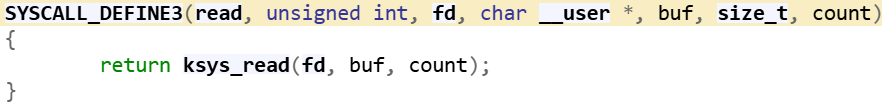 SYSCALL_DEFINE3(read, unsigned int, fd, char __user *, buf, size_t, count)
{
        return ksys_read(fd, buf, count);
}